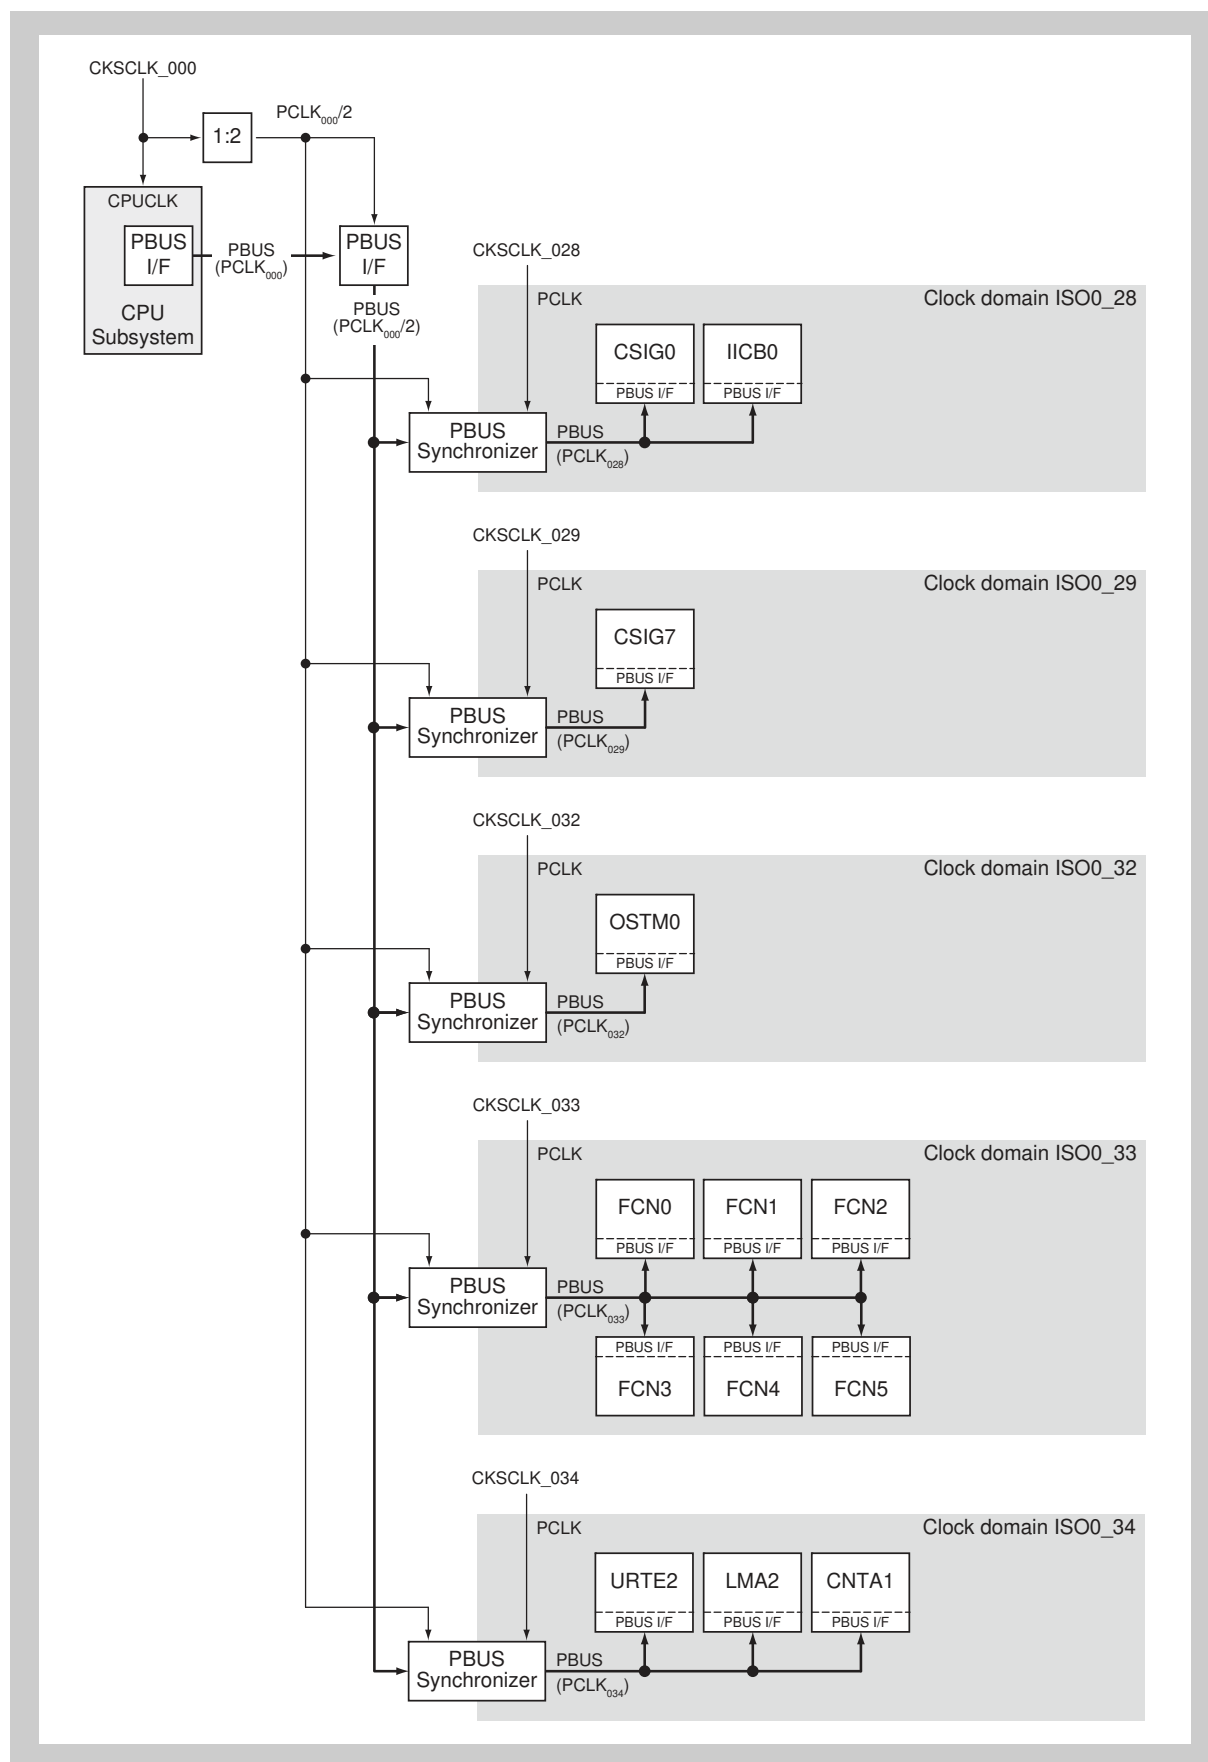 CKSCLK_000
PCLK000/2
1:2
CPUCLK
PBUS
I/F
PBUS
(PCLK000)
PBUS
I/F
CPU
Subsystem
PBUS
(PCLK000/2)
CKSCLK_028
PCLK
Clock domain ISO0_28
CSIG0
IICB0
PBUS I/F
PBUS I/F
PBUS
Synchronizer
PBUS
(PCLK028)
CKSCLK_029
PCLK
Clock domain ISO0_29
CSIG7
PBUS I/F
PBUS
Synchronizer
PBUS
(PCLK029)
CKSCLK_032
PCLK
Clock domain ISO0_32
OSTM0
PBUS I/F
PBUS
Synchronizer
PBUS
(PCLK032)
CKSCLK_033
PCLK
Clock domain ISO0_33
FCN0
FCN1
FCN2
PBUS I/F
PBUS I/F
PBUS I/F
PBUS
Synchronizer
PBUS
(PCLK033)
PBUS I/F
PBUS I/F
PBUS I/F
FCN3
FCN4
FCN5
CKSCLK_034
PCLK
Clock domain ISO0_34
URTE2
LMA2
CNTA1
PBUS I/F
PBUS I/F
PBUS I/F
PBUS
Synchronizer
PBUS
(PCLK034)